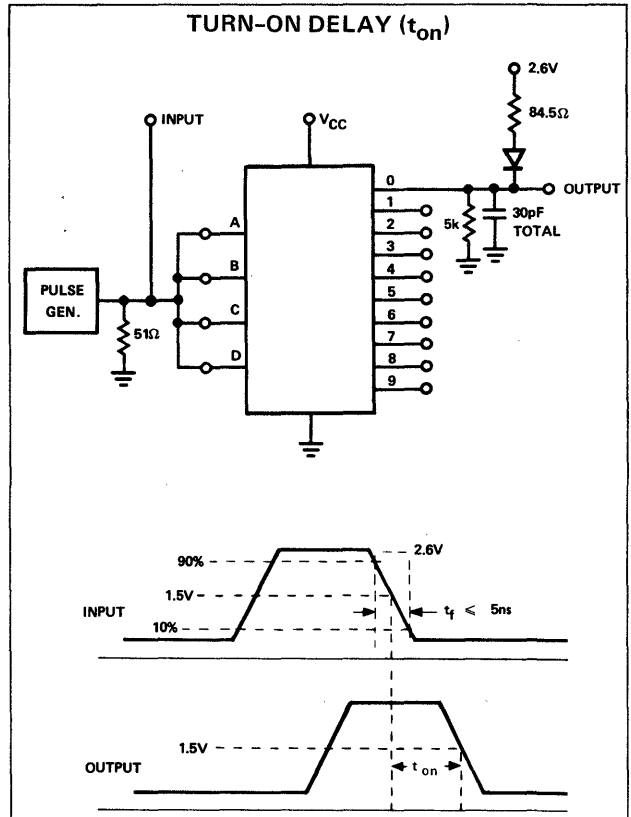 TURN-ON DELAY (ton)
2.6V
84.5Ω
INPUT
VCC
0
OUTPUT
1
A
2
5k
30pF
TOTAL
3
B
4
PULSE
GEN.
5
51Ω
C
6
7
D
8
9
2.6V
90%
1.5V
INPUT
tf ⩽ 5ns
10%
1.5V
OUTPUT
ton